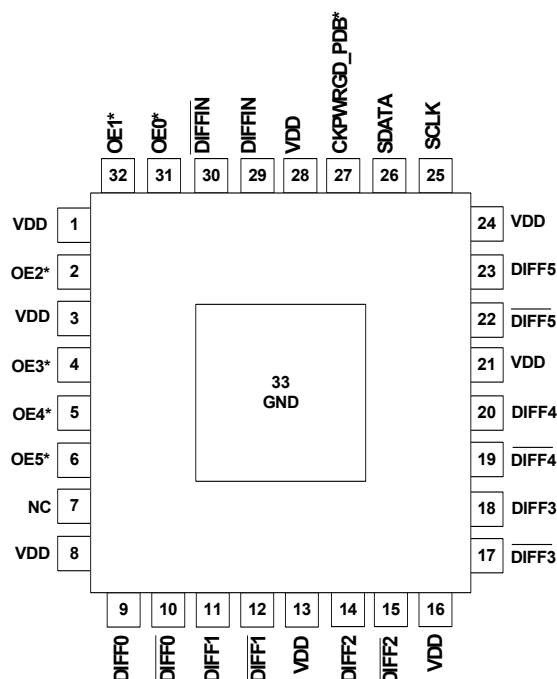 OE1*
OE0*
DIFFIN
DIFFIN
VDD
CKPWRGD_PDB*
SDATA
SCLK
32 31 30 29 28 27 26 25
VDD 1
OE2* 2
VDD 3
OE3* 4
OE4* 5
OE5* 6
NC 7
VDD 8
33
GND
24 VDD
23 DIFF5
22 DIFF5
21 VDD
20 DIFF4
19 DIFF4
18 DIFF3
17 DIFF3
9 10 11 12 13 14 15 16
DIFF0
DIFF0
DIFF1
DIFF1
VDD
DIFF2
DIFF2
VDD